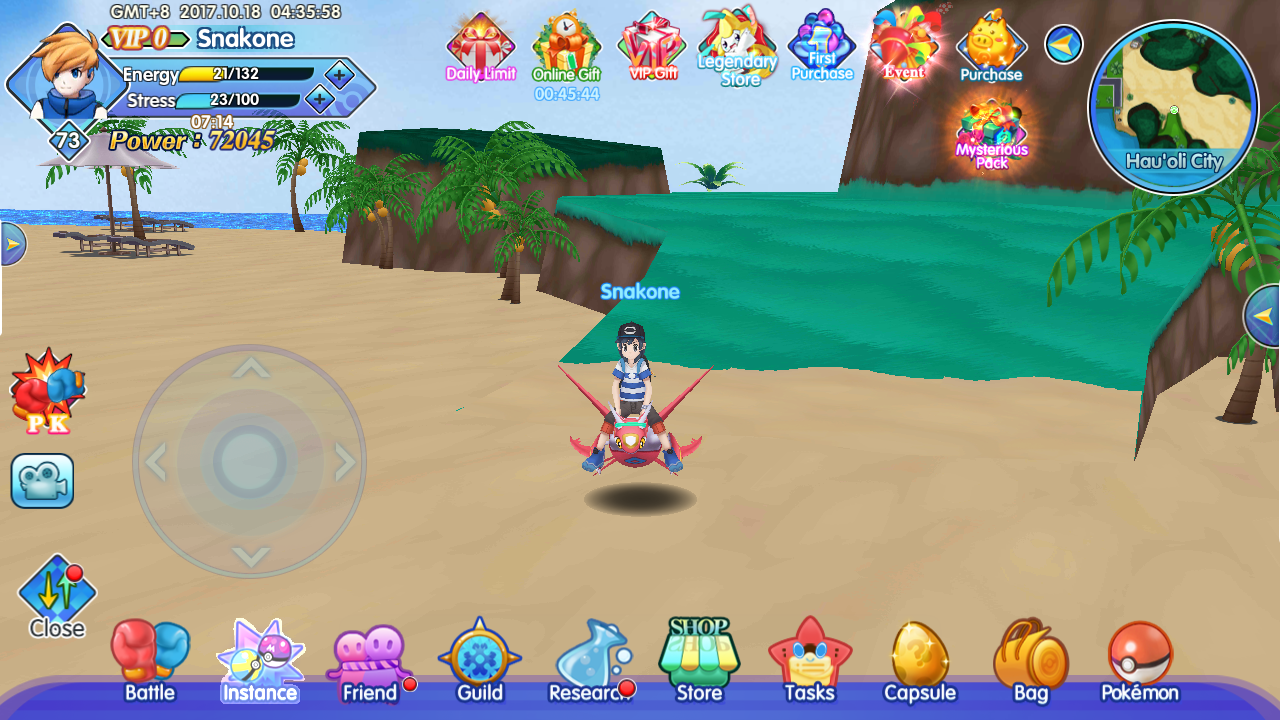 GMT+8 2017.10.18 04:35:58
VIP 0 Snakone
Energy 21/132
Stress 23/100
07:14
73 Power : 72045
Daily Limit
Online Gift
00:45:44
VIP
VIP Gift
Legendary
Store
First
Purchase
Event
Purchase
Mysterious
Pack
Hau'oli City
Snakone
PK
Close
Battle
Instance
Friend
Guild
Research
SHOP
Store
Tasks
Capsule
Bag
Pokémon